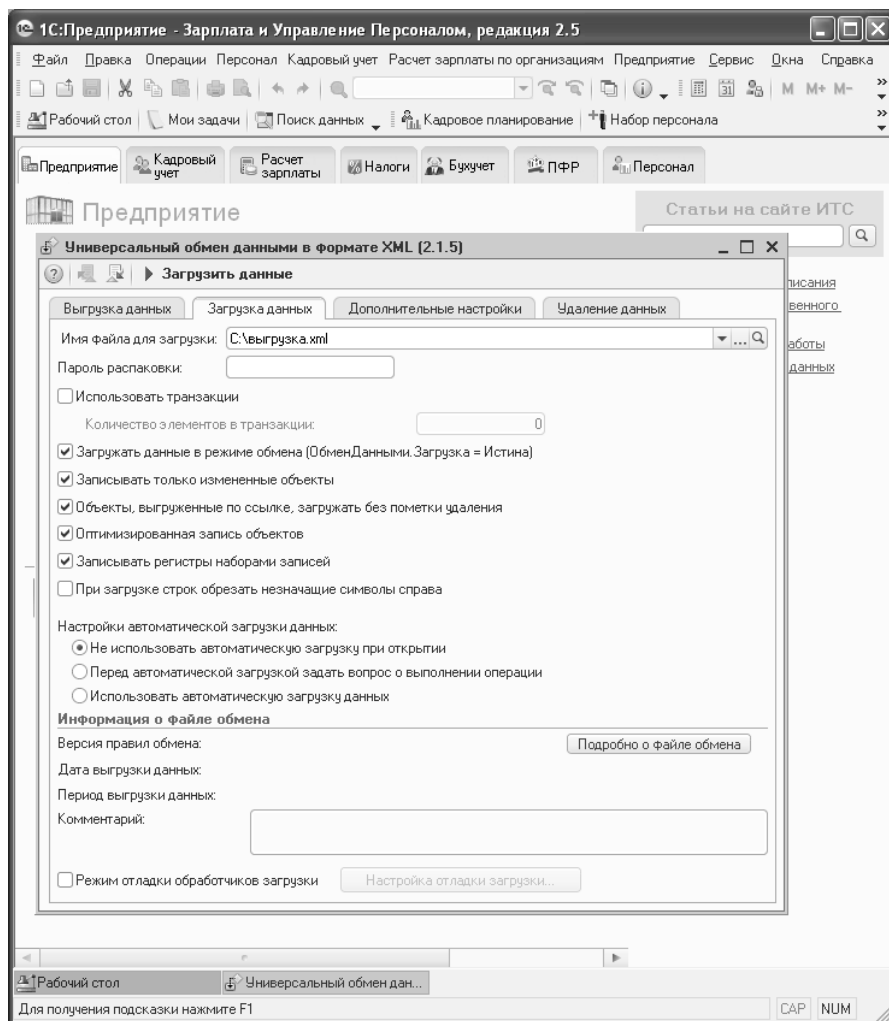 1С:Предприятие - Зарплата и Управление Персоналом, редакция 2.5
Файл Правка Операции Персонал Кадровый учет Расчет зарплаты по организациям Предприятие Сервис Окна Справка
M M+ M-
Рабочий стол Мои задачи Поиск данных Кадровое планирование Набор персонала
Предприятие Кадровый учет Расчет зарплаты Налоги Бухучет ПФР Персонал
Предприятие
Статьи на сайте ИТС
Универсальный обмен данными в формате XML (2.1.5)
Загрузить данные
писания
Выгрузка данных Загрузка данных Дополнительные настройки Удаление данных
венного
Имя файла для загрузки: C:\выгрузка.xml
аботы
Пароль распаковки:
данных
Использовать транзакции
Количество элементов в транзакции: 0
Загружать данные в режиме обмена (ОбменДанными.Загрузка = Истина)
Записывать только измененные объекты
Объекты, выгруженные по ссылке, загружать без пометки удаления
Оптимизированная запись объектов
Записывать регистры наборами записей
При загрузке строк обрезать незначащие символы справа
Настройки автоматической загрузки данных:
Не использовать автоматическую загрузку при открытии
Перед автоматической загрузкой задать вопрос о выполнении операции
Использовать автоматическую загрузку данных
Информация о файле обмена
Версия правил обмена: Подробно о файле обмена
Дата выгрузки данных:
Период выгрузки данных:
Комментарий:
Режим отладки обработчиков загрузки Настройка отладки загрузки...
Рабочий стол Универсальный обмен дан...
Для получения подсказки нажмите F1 CAP NUM